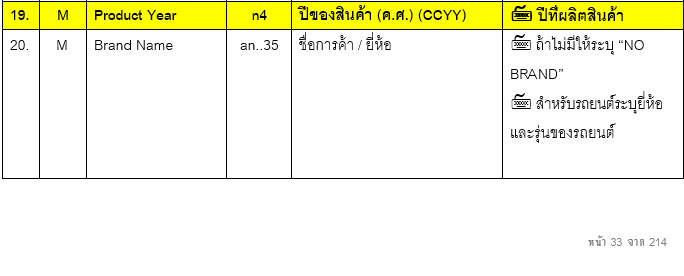 19. M Product Year n4 ปีของสินค้า (ค.ศ.) (CCYY) ปีที่ผลิตสินค้า
20. M Brand Name an..35 ชื่อการค้า / ยี่ห้อ ถ้าไม่มีให้ระบุ “NO
BRAND”
สำหรับรถยนต์ระบุยี่ห้อ
และรุ่นของรถยนต์
หน้า 33 จาก 214